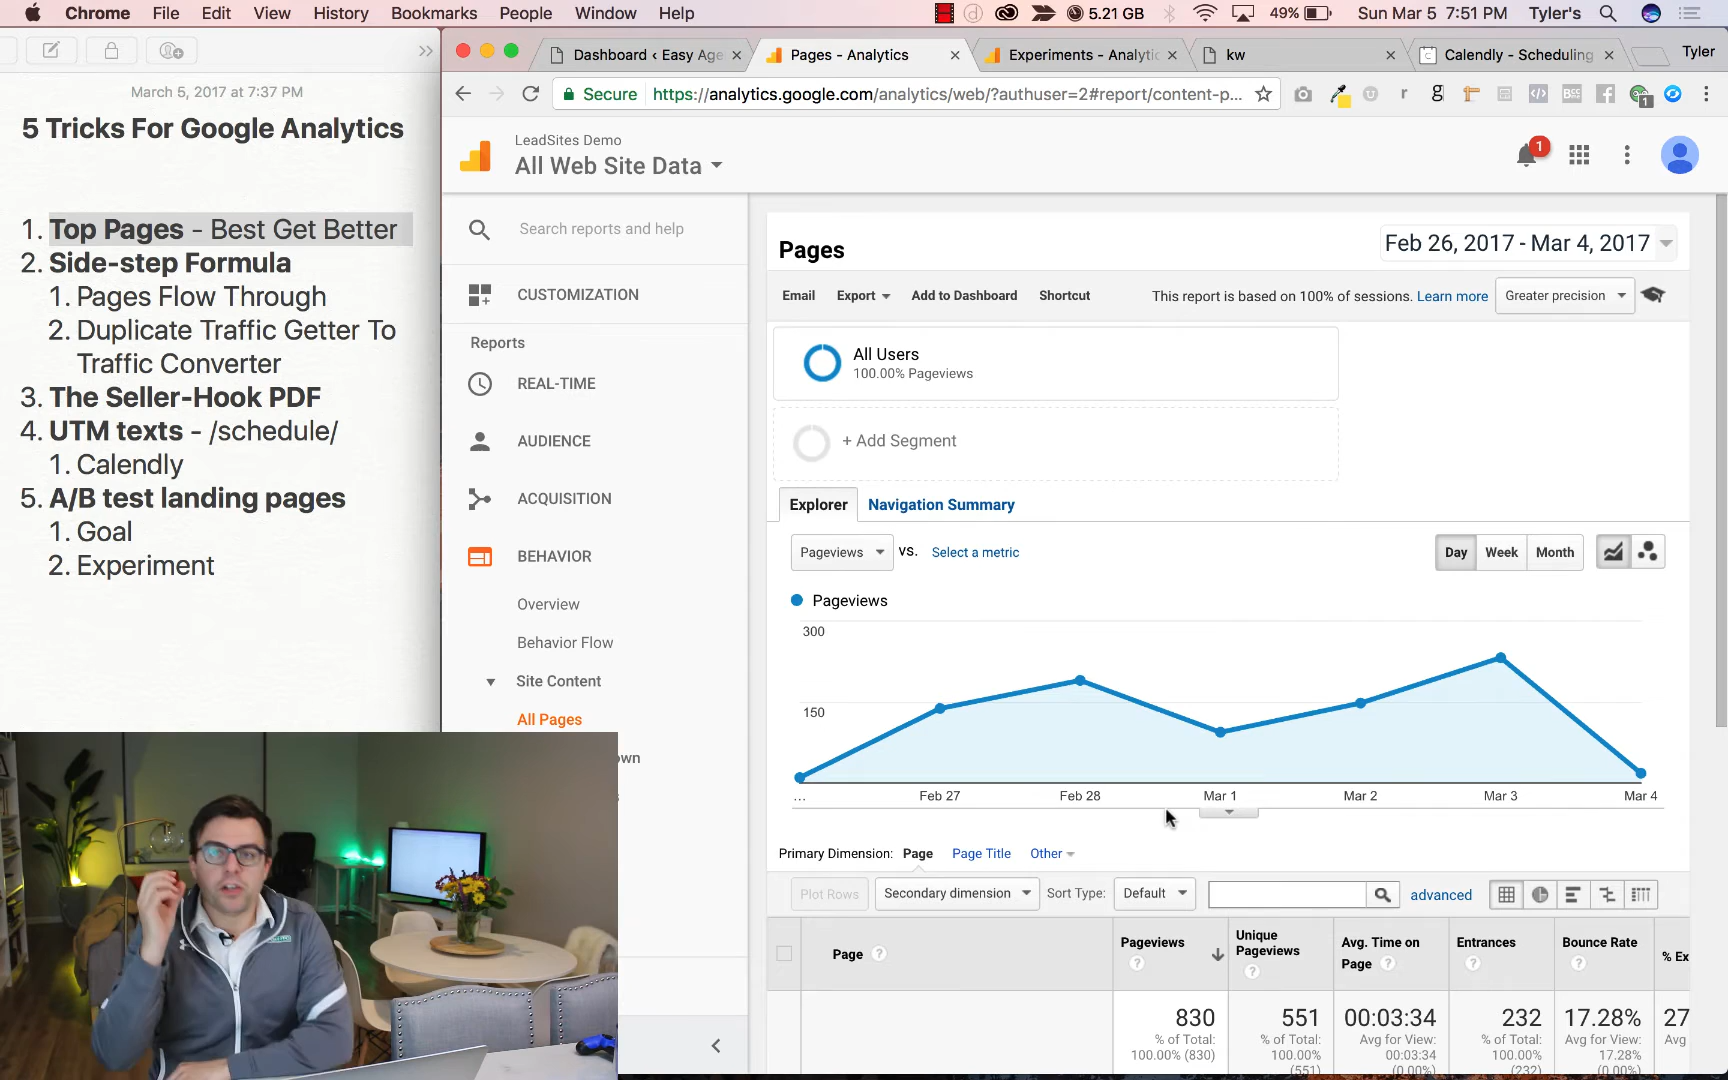 Chrome File Edit View History Bookmarks People Window Help
5.21 GB 49% Sun Mar 5 7:51 PM Tyler's
March 5, 2017 at 7:37 PM
5 Tricks For Google Analytics
1. Top Pages - Best Get Better
2. Side-step Formula
1. Pages Flow Through
2. Duplicate Traffic Getter To
Traffic Converter
3. The Seller-Hook PDF
4. UTM texts - /schedule/
1. Calendly
5. A/B test landing pages
1. Goal
2. Experiment
Dashboard ‹ Easy Age
Pages - Analytics
Experiments - Analytic
kw
Calendly - Scheduling
Tyler
Secure https://analytics.google.com/analytics/web/?authuser=2#report/content-p...
LeadSites Demo
All Web Site Data
1
Search reports and help
CUSTOMIZATION
Reports
REAL-TIME
AUDIENCE
ACQUISITION
BEHAVIOR
Overview
Behavior Flow
Site Content
All Pages
own
Pages
Feb 26, 2017 - Mar 4, 2017
Email Export Add to Dashboard Shortcut
This report is based on 100% of sessions. Learn more
Greater precision
All Users
100.00% Pageviews
+ Add Segment
Explorer Navigation Summary
Pageviews VS. Select a metric
Day Week Month
Pageviews
300
150
... Feb 27 Feb 28 Mar 1 Mar 2 Mar 3 Mar 4
Primary Dimension: Page Page Title Other
Plot Rows Secondary dimension Sort Type: Default advanced
Page
Pageviews
Unique
Pageviews
Avg. Time on
Page
Entrances
Bounce Rate
% Ex
830
% of Total:
100.00% (830)
551
% of Total:
100.00%
(551)
00:03:34
Avg for View:
00:03:34
(0.00%)
232
% of Total:
100.00%
(232)
17.28%
Avg for View:
17.28%
(0.00%)
27
Avg